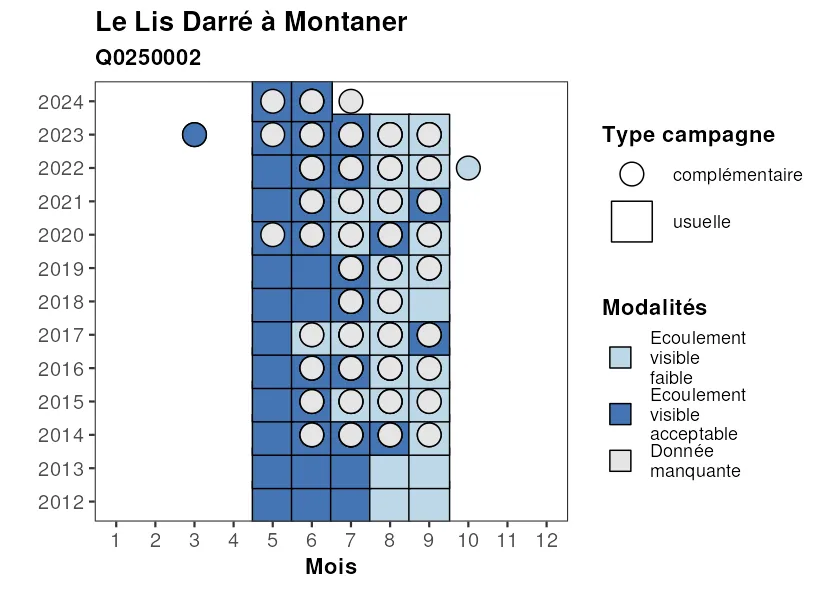 Le Lis Darré à Montaner
Q0250002
2024
2023
2022
2021
2020
2019
2018
2017
2016
2015
2014
2013
2012
1 2 3 4 5 6 7 8 9 10 11 12
Mois
Type campagne
complémentaire
usuelle
Modalités
Ecoulement
visible
faible
Ecoulement
visible
acceptable
Donnée
manquante